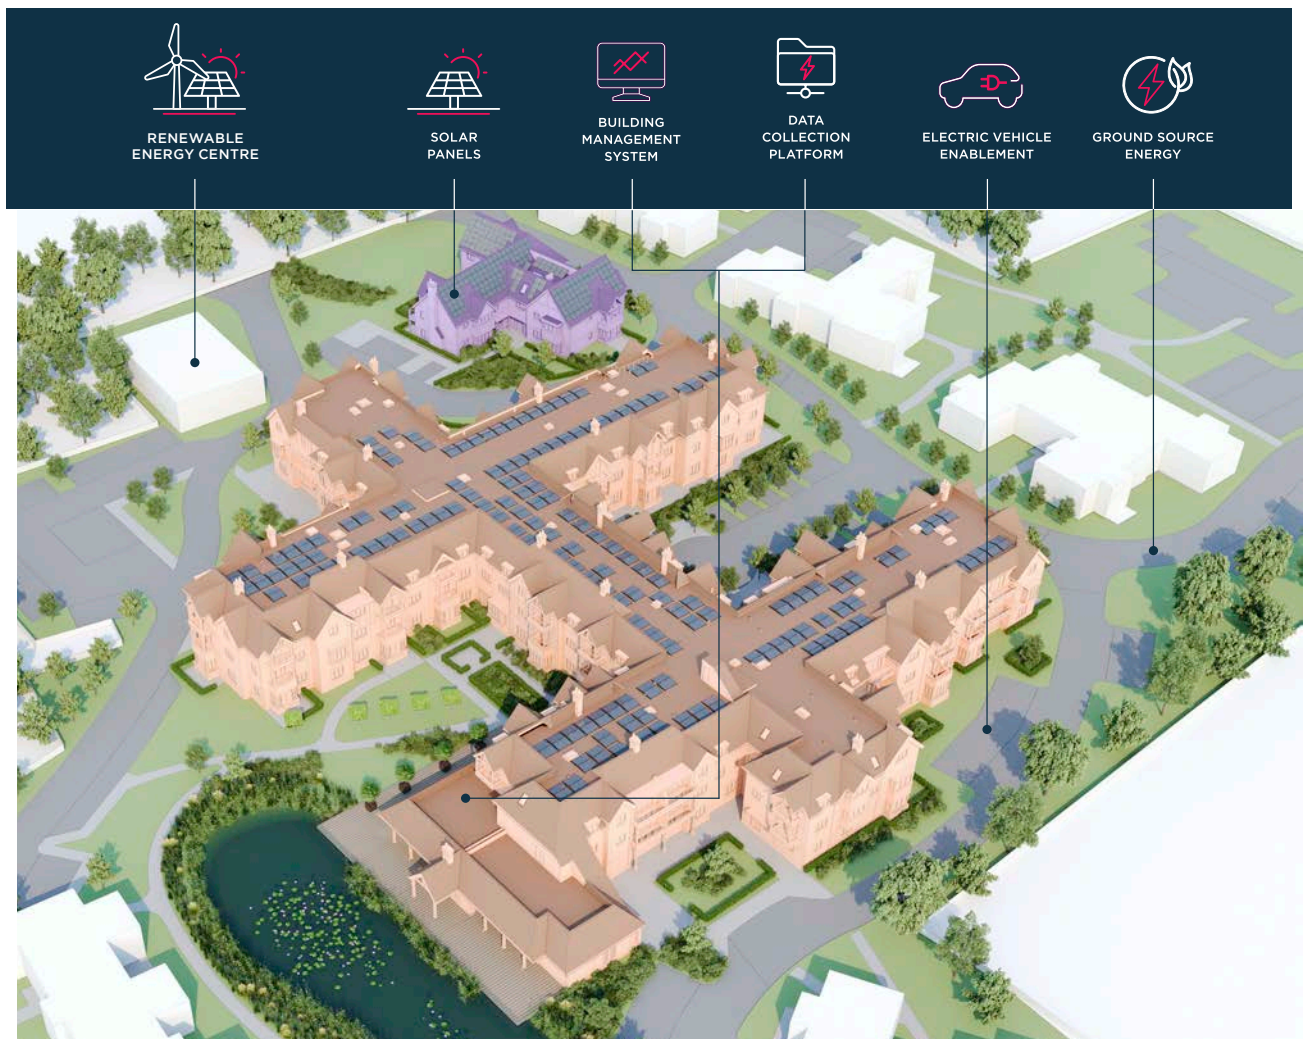 RENEWABLE
ENERGY CENTRE
SOLAR
PANELS
BUILDING
MANAGEMENT
SYSTEM
DATA
COLLECTION
PLATFORM
ELECTRIC VEHICLE
ENABLEMENT
GROUND SOURCE
ENERGY